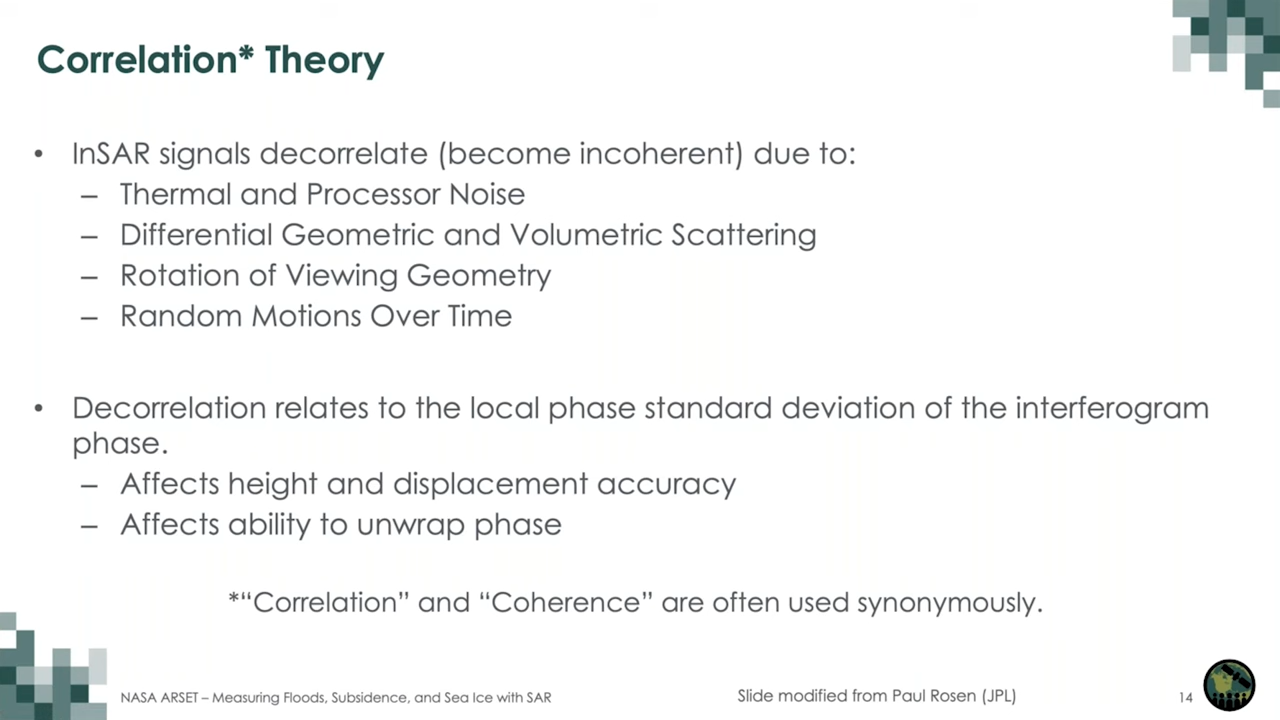 Correlation* Theory
• InSAR signals decorrelate (become incoherent) due to:
– Thermal and Processor Noise
– Differential Geometric and Volumetric Scattering
– Rotation of Viewing Geometry
– Random Motions Over Time
• Decorrelation relates to the local phase standard deviation of the interferogram
phase.
– Affects height and displacement accuracy
– Affects ability to unwrap phase
*“Correlation” and “Coherence” are often used synonymously.
NASA ARSET – Measuring Floods, Subsidence, and Sea Ice with SAR
Slide modified from Paul Rosen (JPL)
14